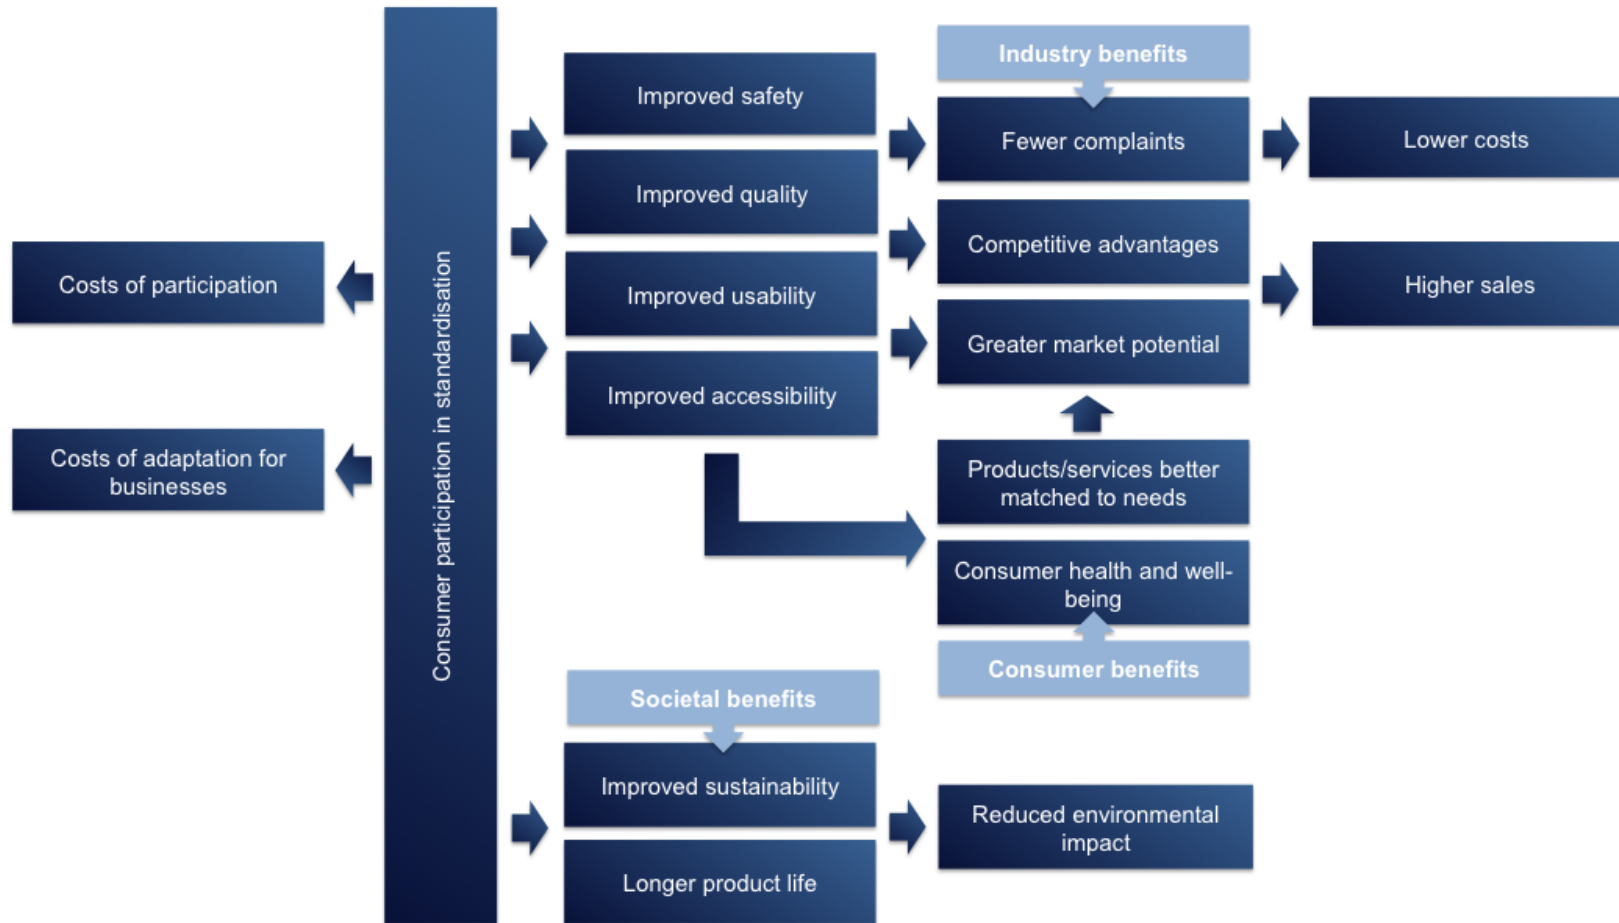 Costs of participation
Costs of adaptation for
businesses
Consumer participation in standardisation
Improved safety
Improved quality
Improved usability
Improved accessibility
Industry benefits
Fewer complaints
Competitive advantages
Greater market potential
Lower costs
Higher sales
Products/services better
matched to needs
Consumer health and well-
being
Consumer benefits
Societal benefits
Improved sustainability
Longer product life
Reduced environmental
impact